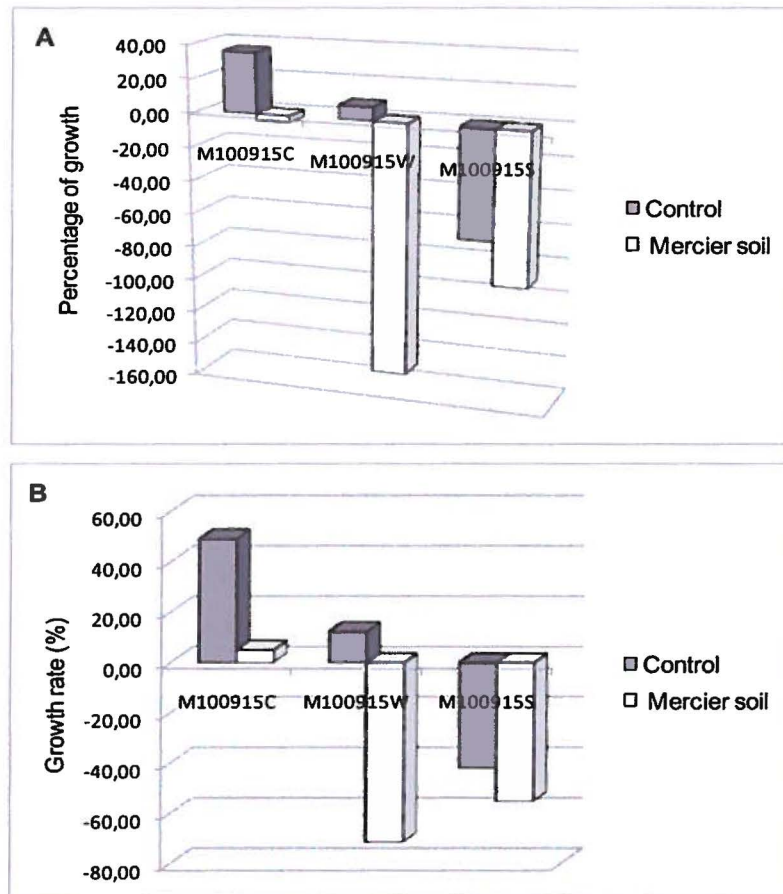 A
40,00
20,00
0,00
-20,00
-40,00
-60,00
-80,00
-100,00
-120,00
-140,00
-160,00
Percentage of growth
M100915C
M100915W
M100915S
Control
Mercier soil
B
60,00
40,00
20,00
0,00
-20,00
-40,00
-60,00
-80,00
Growth rate (%)
M100915C
M100915W
M100915S
Control
Mercier soil